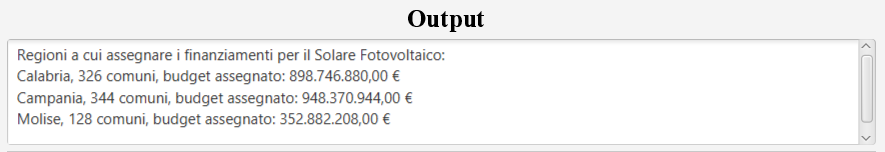 Output
Regioni a cui assegnare i finanziamenti per il Solare Fotovoltaico:
Calabria, 326 comuni, budget assegnato: 898.746.880,00 €
Campania, 344 comuni, budget assegnato: 948.370.944,00 €
Molise, 128 comuni, budget assegnato: 352.882.208,00 €